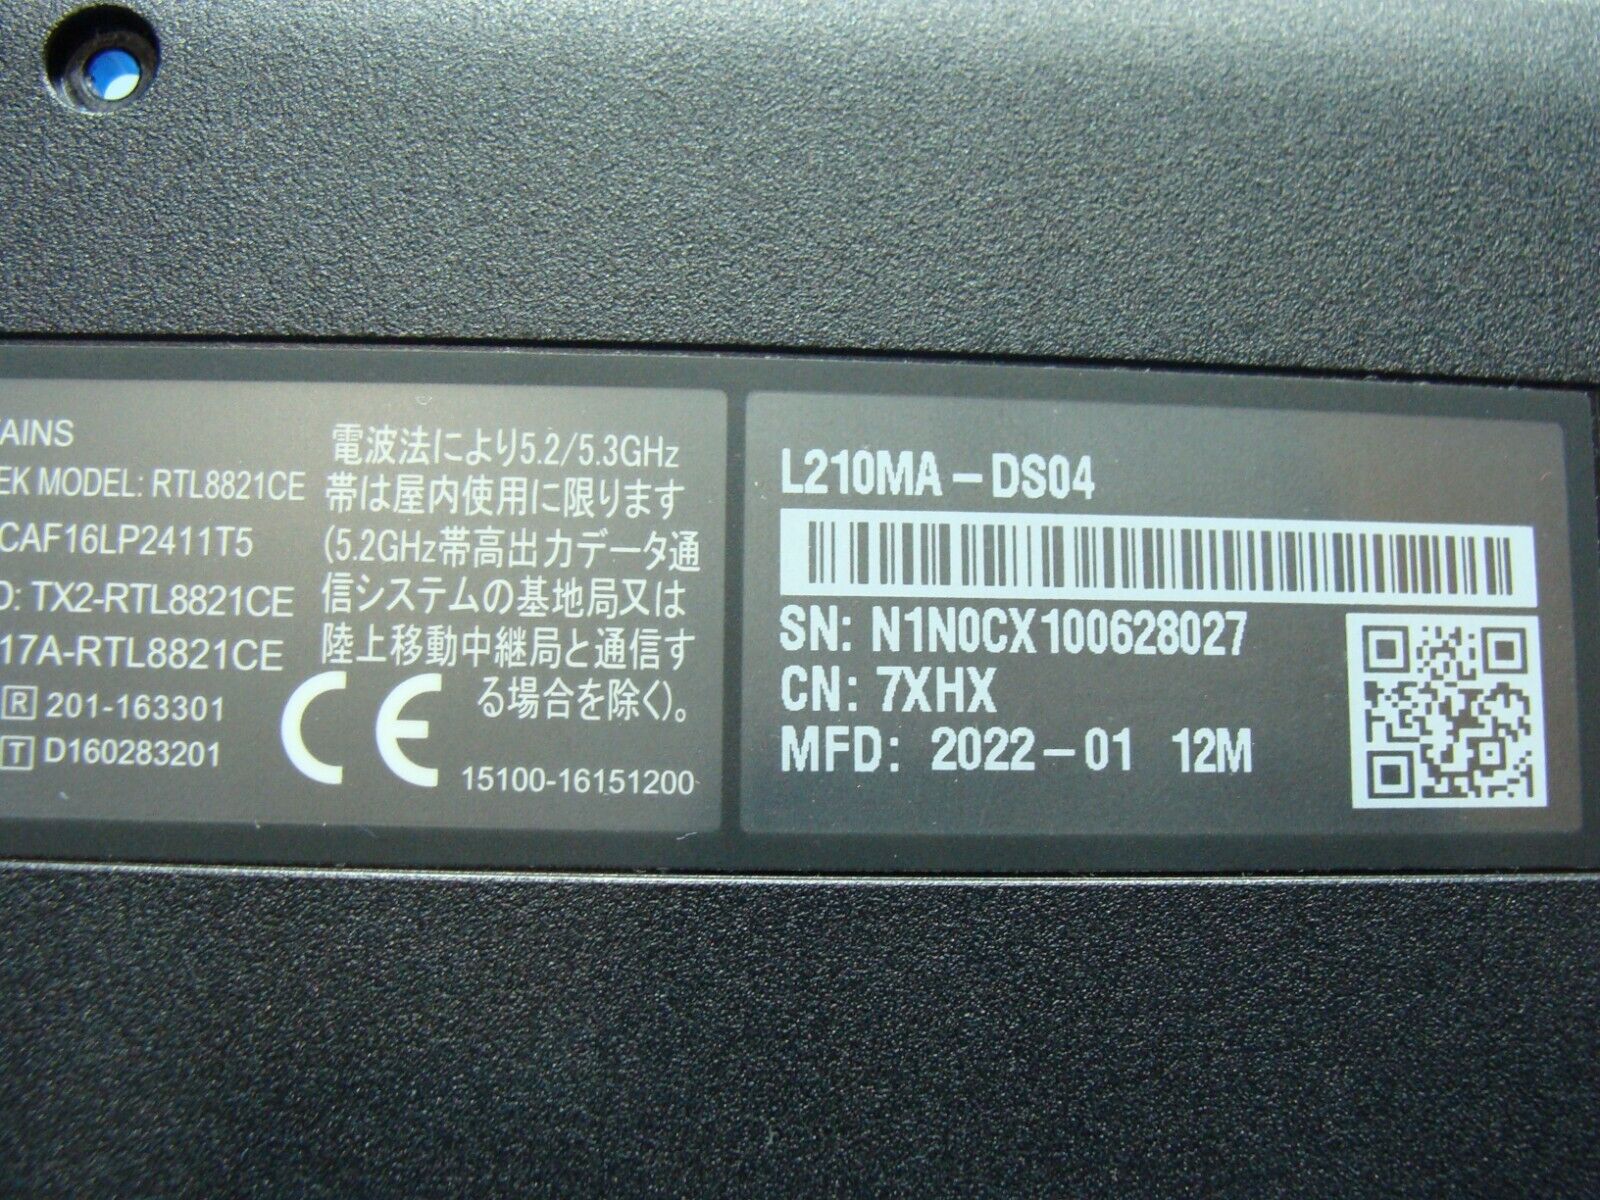 AINS
EK MODEL: RTL8821CE
CAF16LP2411T5
D: TX2-RTL8821CE
17A-RTL8821CE
R 201-163301
T D160283201
電波法により5.2/5.3GHz
帯は屋内使用に限ります
(5.2GHz帯高出力データ通
信システムの基地局又は
陸上移動中継局と通信す
る場合を除く)。
CE
15100-16151200
L210MA-DS04
SN: N1N0CX100628027
CN: 7XHX
MFD: 2022-01 12M